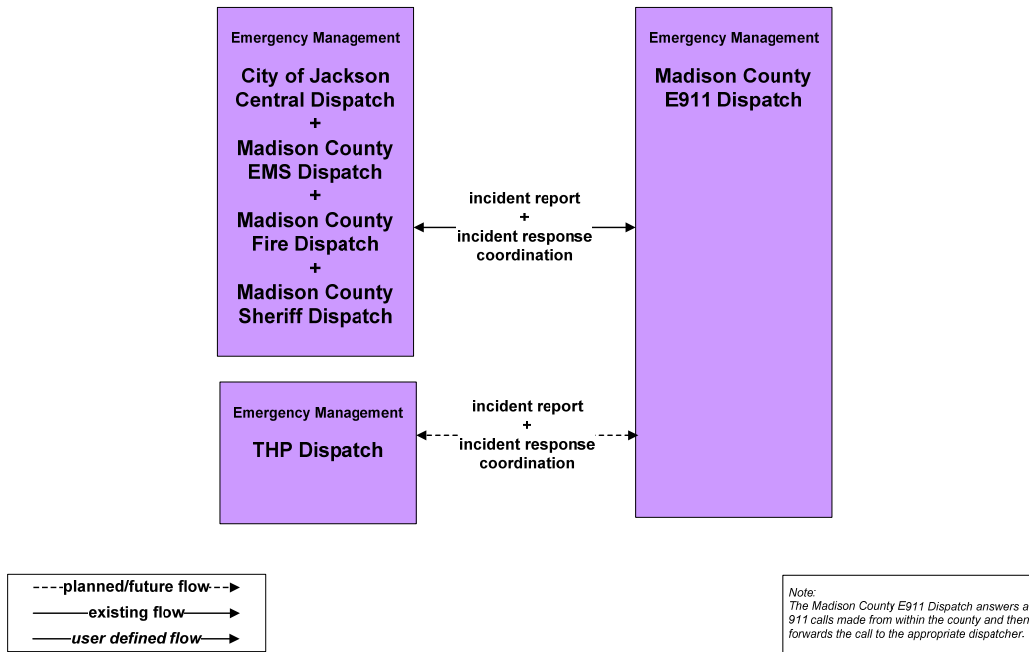 Emergency Management
City of Jackson
Central Dispatch
+
Madison County
EMS Dispatch
+
Madison County
Fire Dispatch
+
Madison County
Sheriff Dispatch
incident report
+
incident response
coordination
Emergency Management
Madison County
E911 Dispatch
Emergency Management
THP Dispatch
incident report
+
incident response
coordination
planned/future flow
existing flow
user defined flow
Note:
The Madison County E911 Dispatch answers
911 calls made from within the county and then
forwards the call to the appropriate dispatcher.